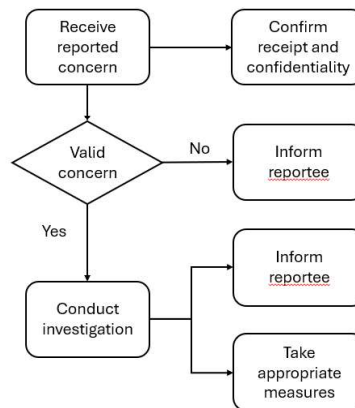 Receive
reported
concern
Confirm
receipt and
confidentiality
Valid
concern
No
Inform
reportee
Yes
Conduct
investigation
Inform
reportee
Take
appropriate
measures